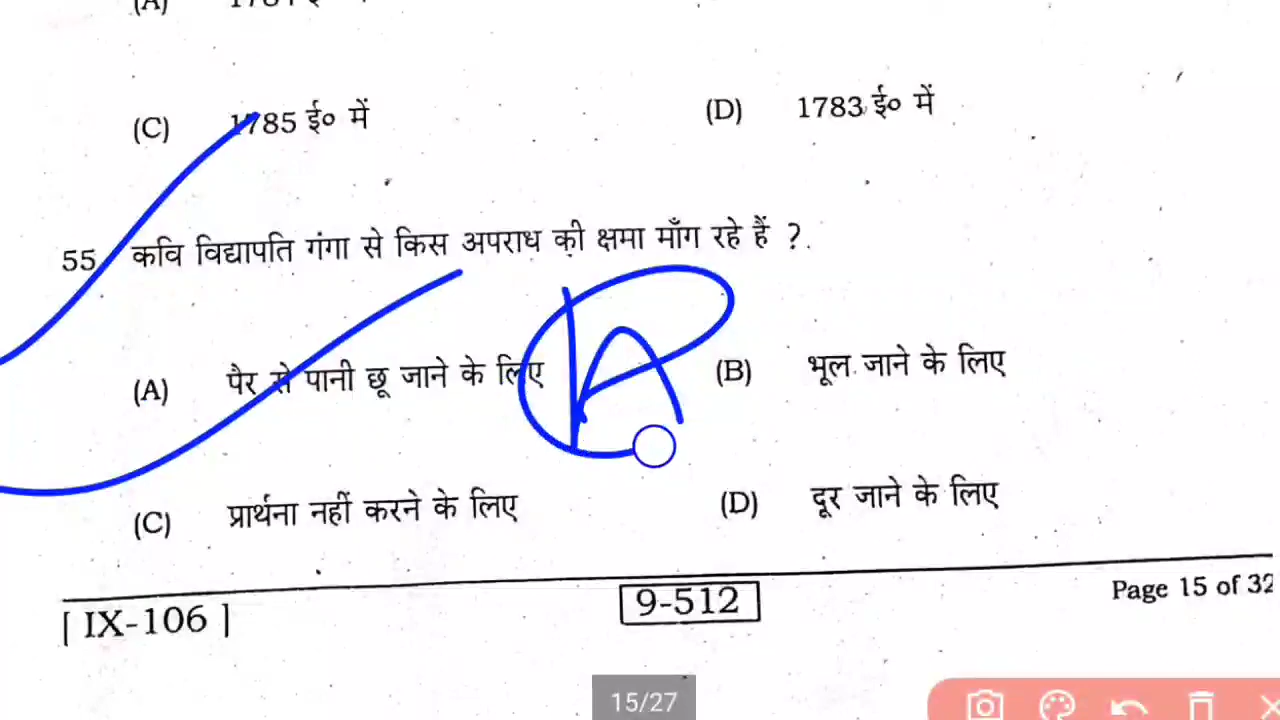 (A)
(C) 1785 ई० में (D) 1783 ई० में
55 कवि विद्यापति गंगा से किस अपराध की क्षमा माँग रहे हैं ?
(A) पैर से पानी छू जाने के लिए (B) भूल जाने के लिए
A
(C) प्रार्थना नहीं करने के लिए (D) दूर जाने के लिए
[ IX-106 ] 9-512 Page 15 of 32
15/27